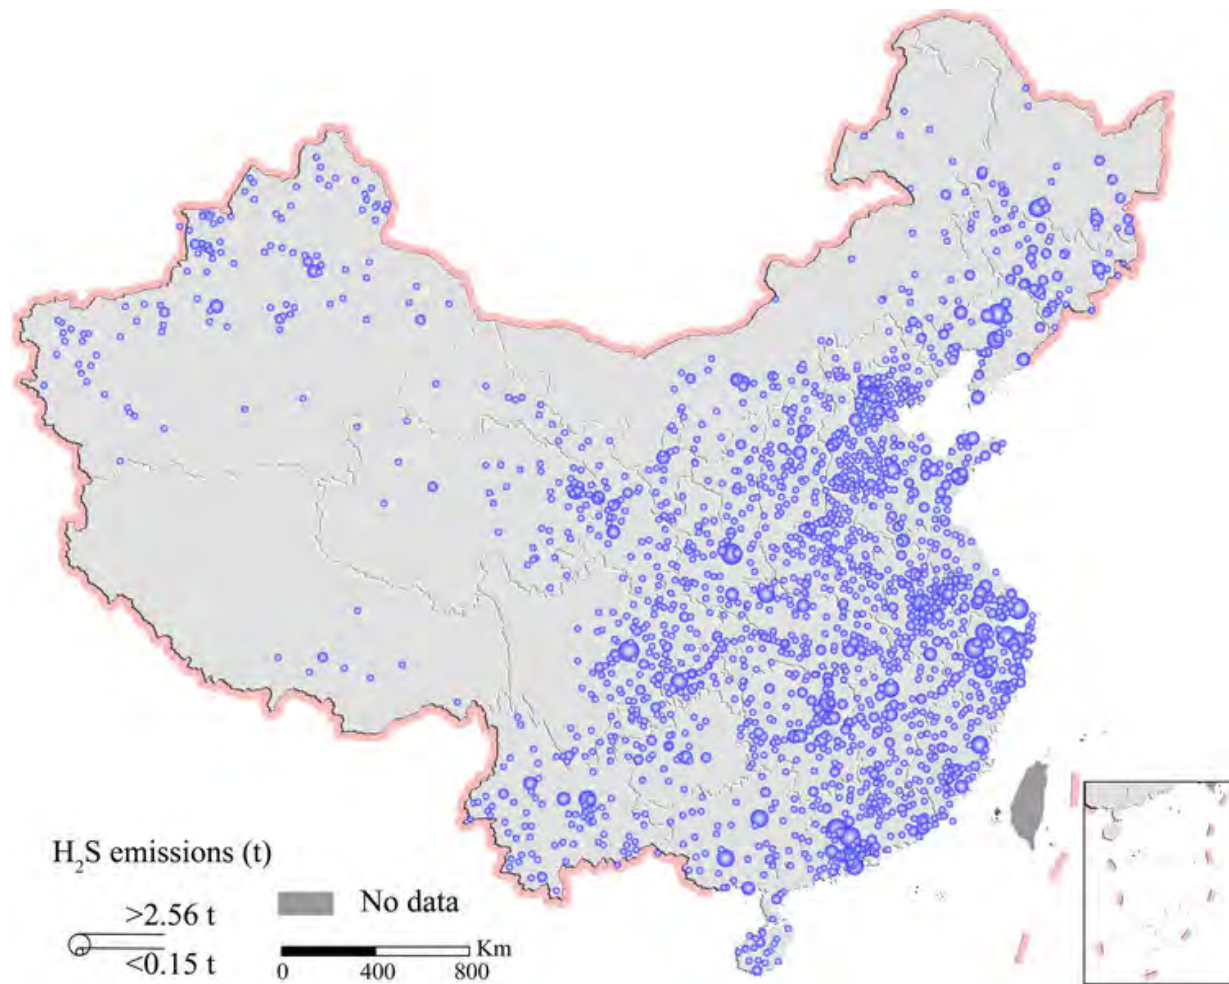 H₂S emissions (t)
>2.56 t
<0.15 t
No data
Km
0 400 800